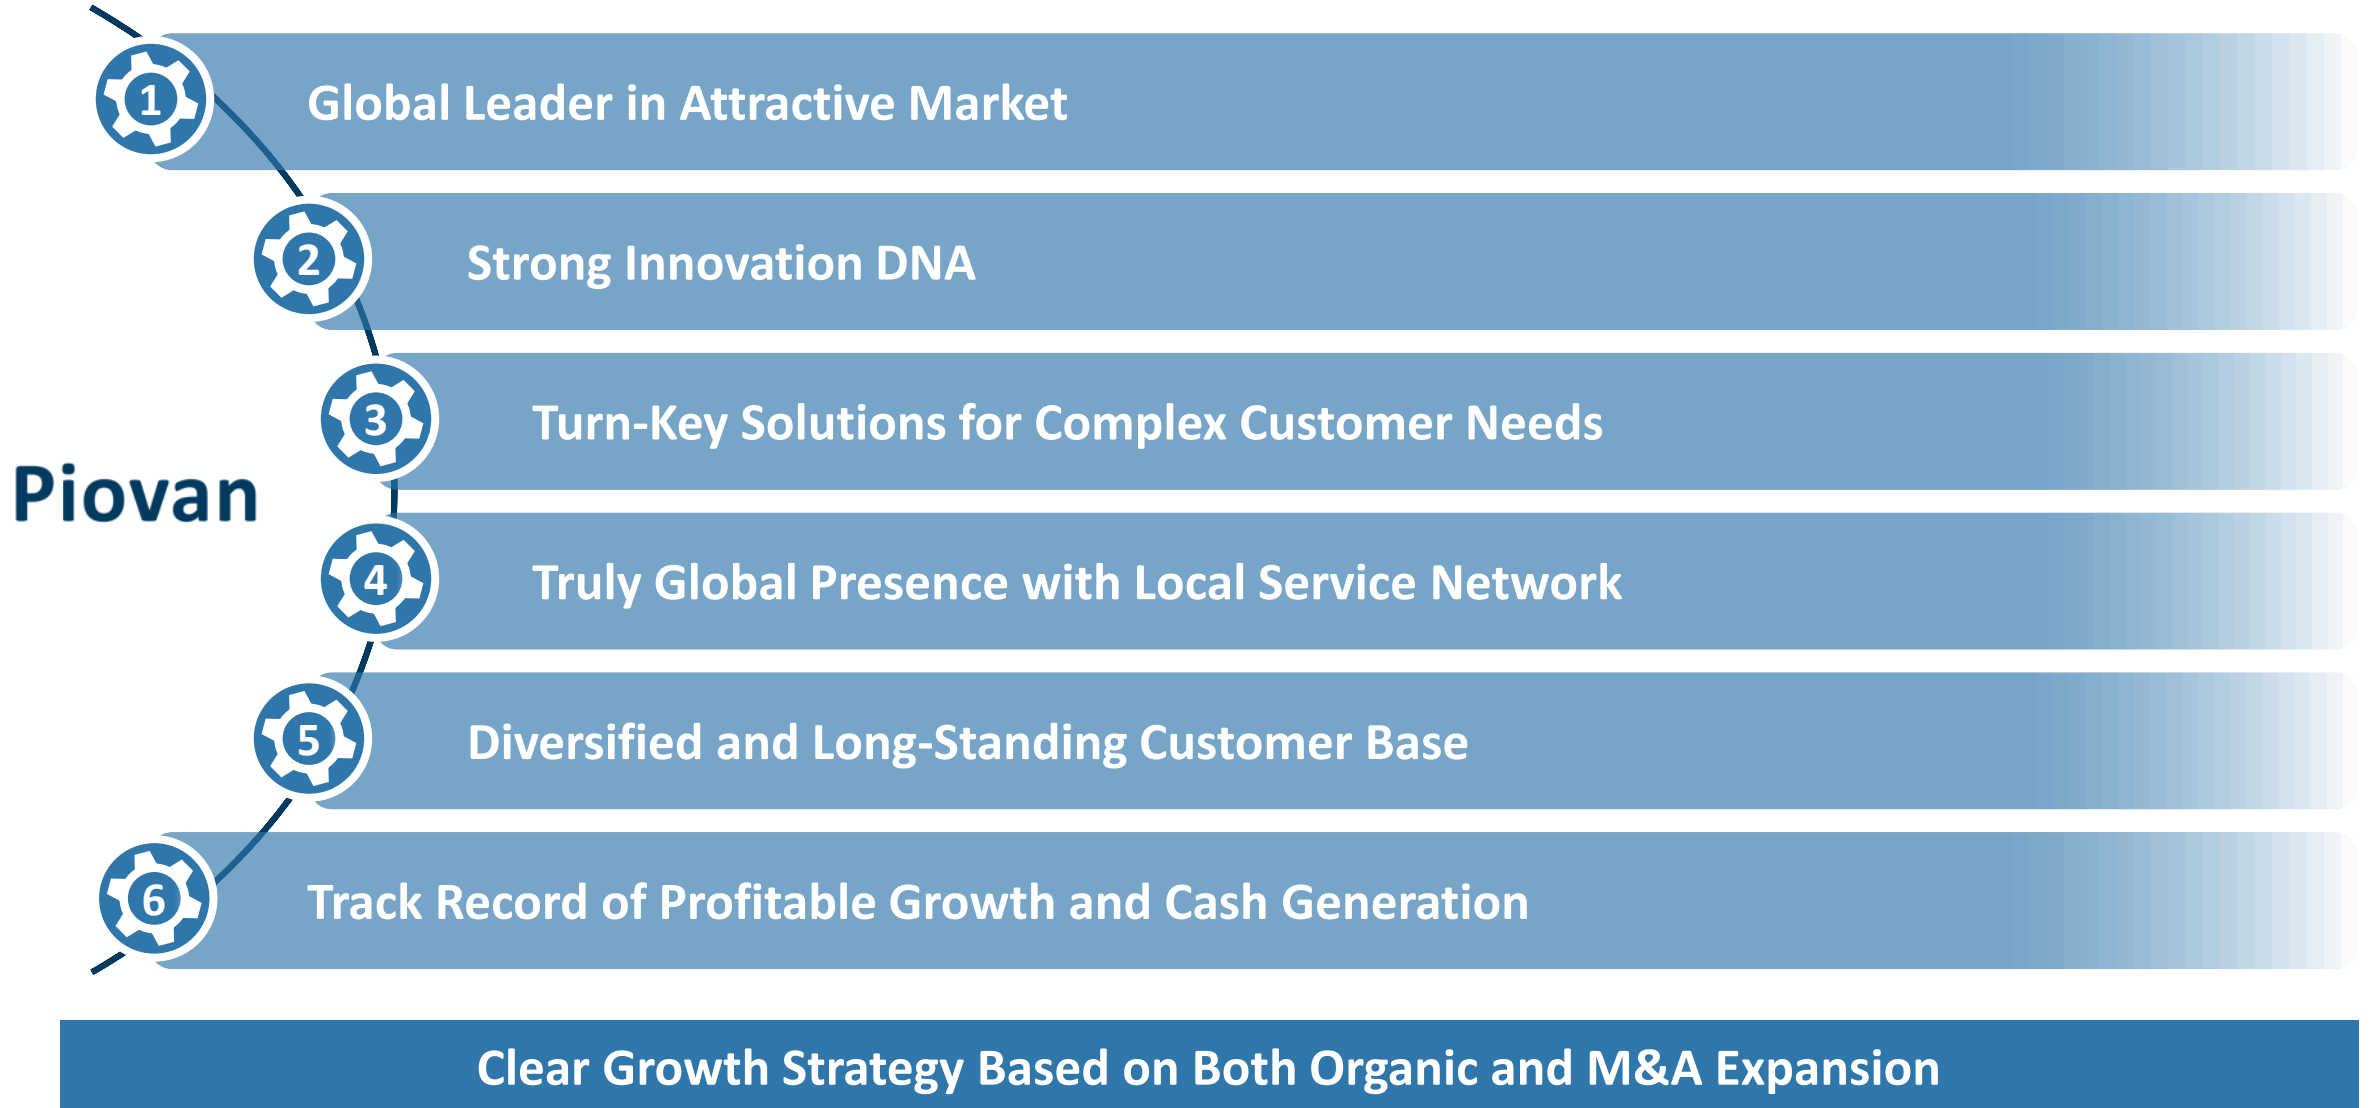 1
Global Leader in Attractive Market
2
Strong Innovation DNA
3
Turn-Key Solutions for Complex Customer Needs
Piovan
4
Truly Global Presence with Local Service Network
5
Diversified and Long-Standing Customer Base
6
Track Record of Profitable Growth and Cash Generation
Clear Growth Strategy Based on Both Organic and M&A Expansion